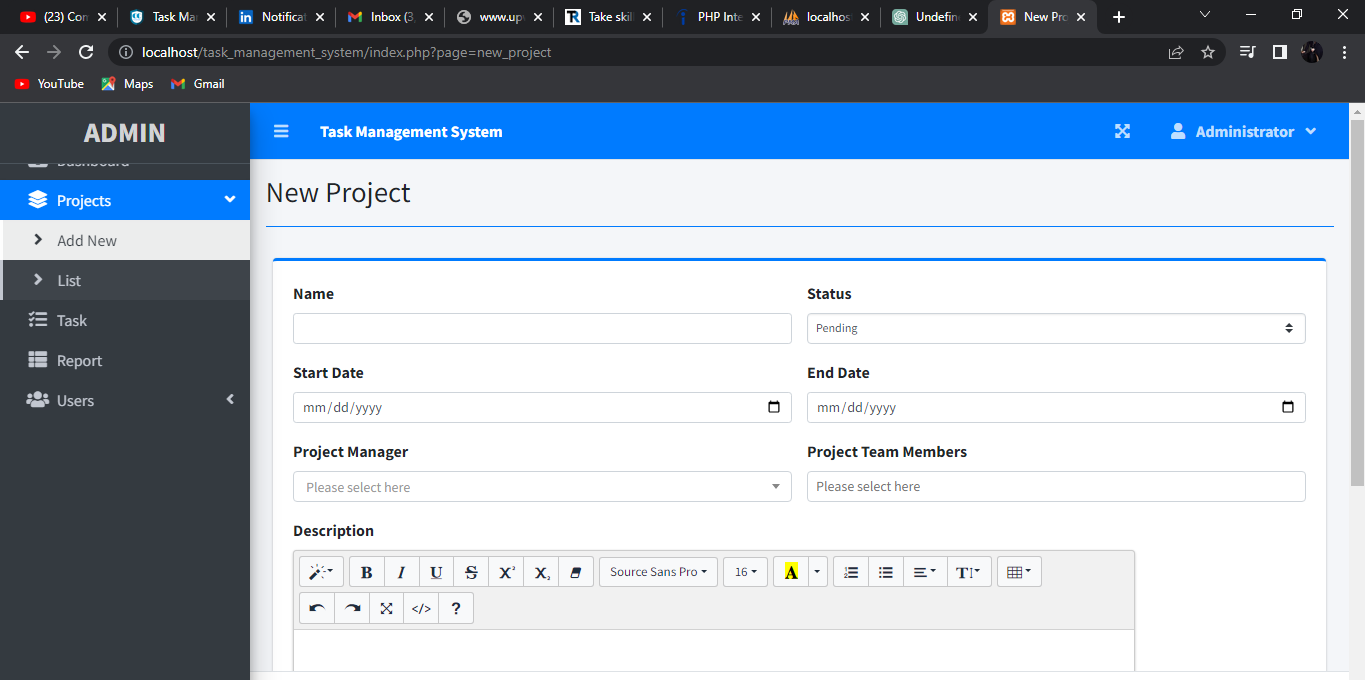 (23) Con
Task Ma
Notificat
Inbox (3,
www.up
Take skil
PHP Inte
localhos
Undefin
New Pro
localhost/task_management_system/index.php?page=new_project
YouTube
Maps
Gmail
ADMIN
Task Management System
Administrator
Dashboard
Projects
Add New
List
Task
Report
Users
New Project
Name
Status
Pending
Start Date
End Date
mm/dd/yyyy
mm/dd/yyyy
Project Manager
Project Team Members
Please select here
Please select here
Description
B I U S X² X₂ Source Sans Pro 16 A TI
</> ?